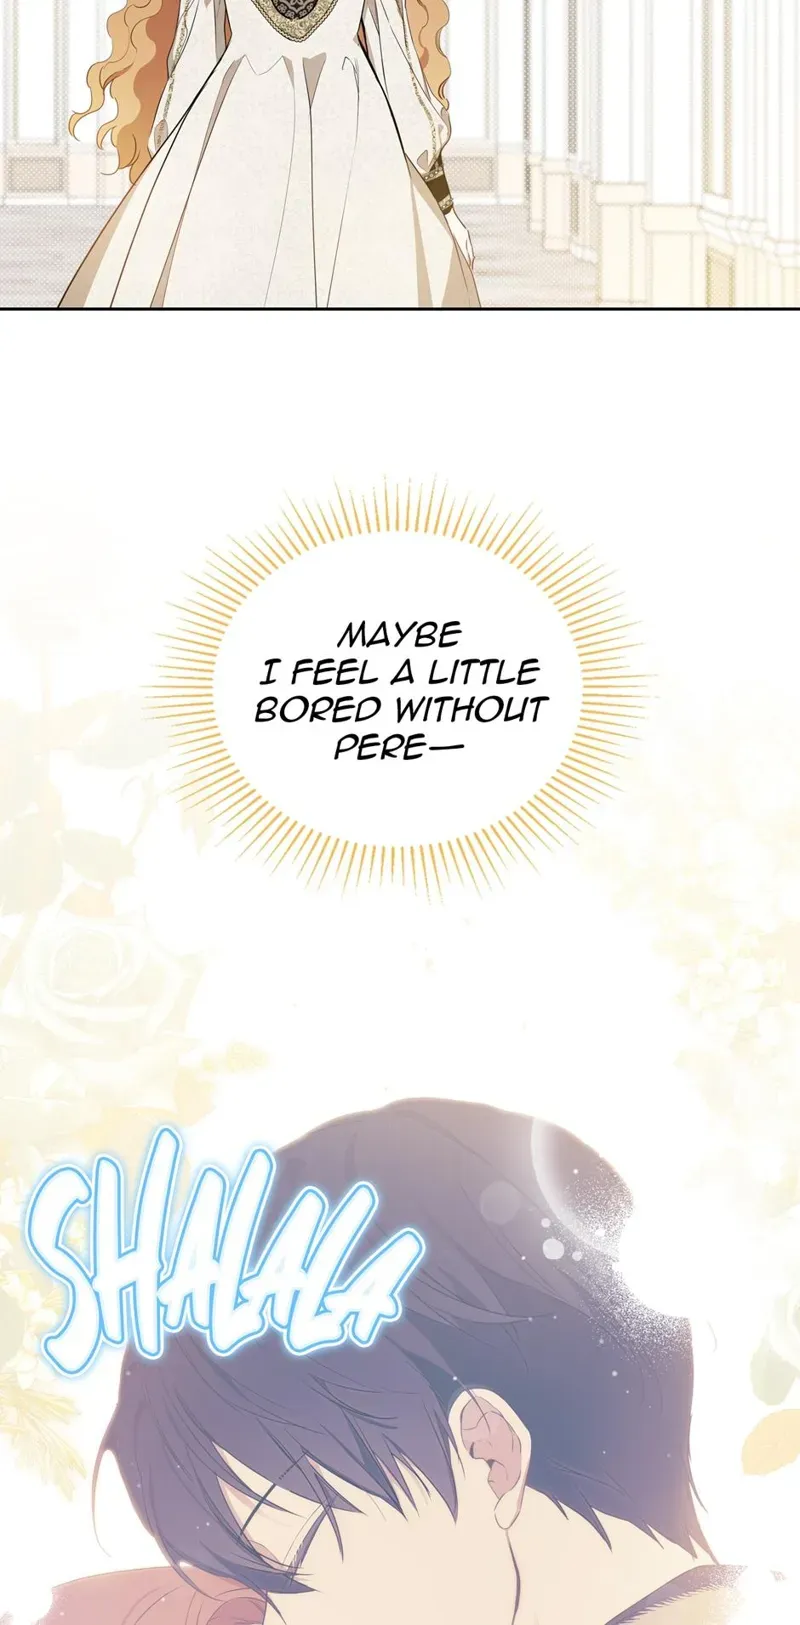 MAYBE
I FEEL A LITTLE
BORED WITHOUT
PERE—
SHALALA